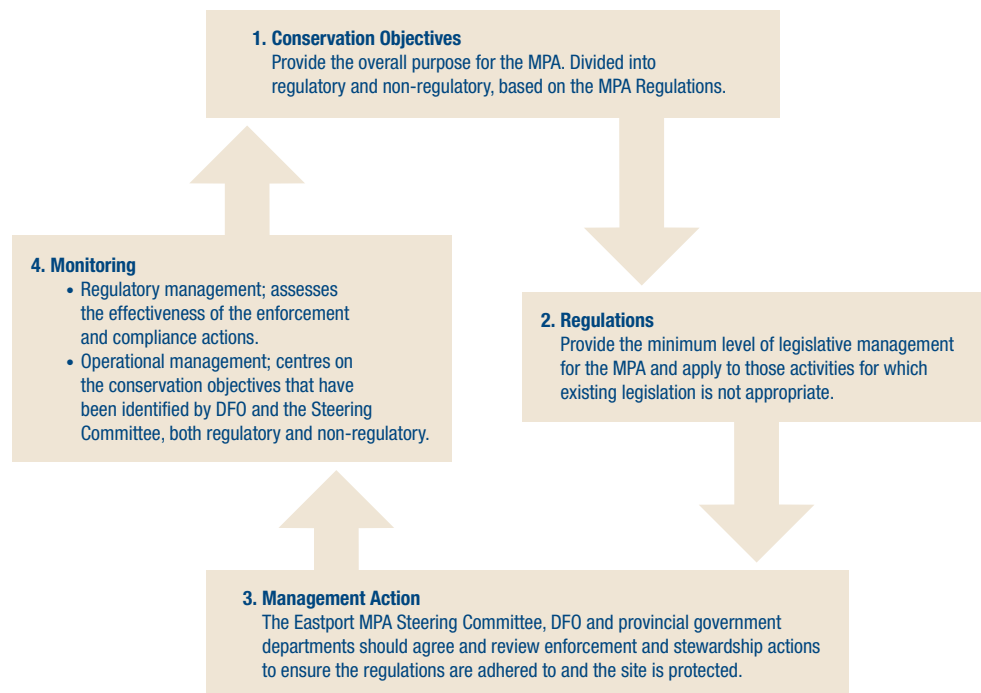 1. Conservation Objectives
Provide the overall purpose for the MPA. Divided into
regulatory and non-regulatory, based on the MPA Regulations.
2. Regulations
Provide the minimum level of legislative management
for the MPA and apply to those activities for which
existing legislation is not appropriate.
3. Management Action
The Eastport MPA Steering Committee, DFO and provincial government
departments should agree and review enforcement and stewardship actions
to ensure the regulations are adhered to and the site is protected.
4. Monitoring
• Regulatory management; assesses
the effectiveness of the enforcement
and compliance actions.
• Operational management; centres on
the conservation objectives that have
been identified by DFO and the Steering
Committee, both regulatory and non-regulatory.